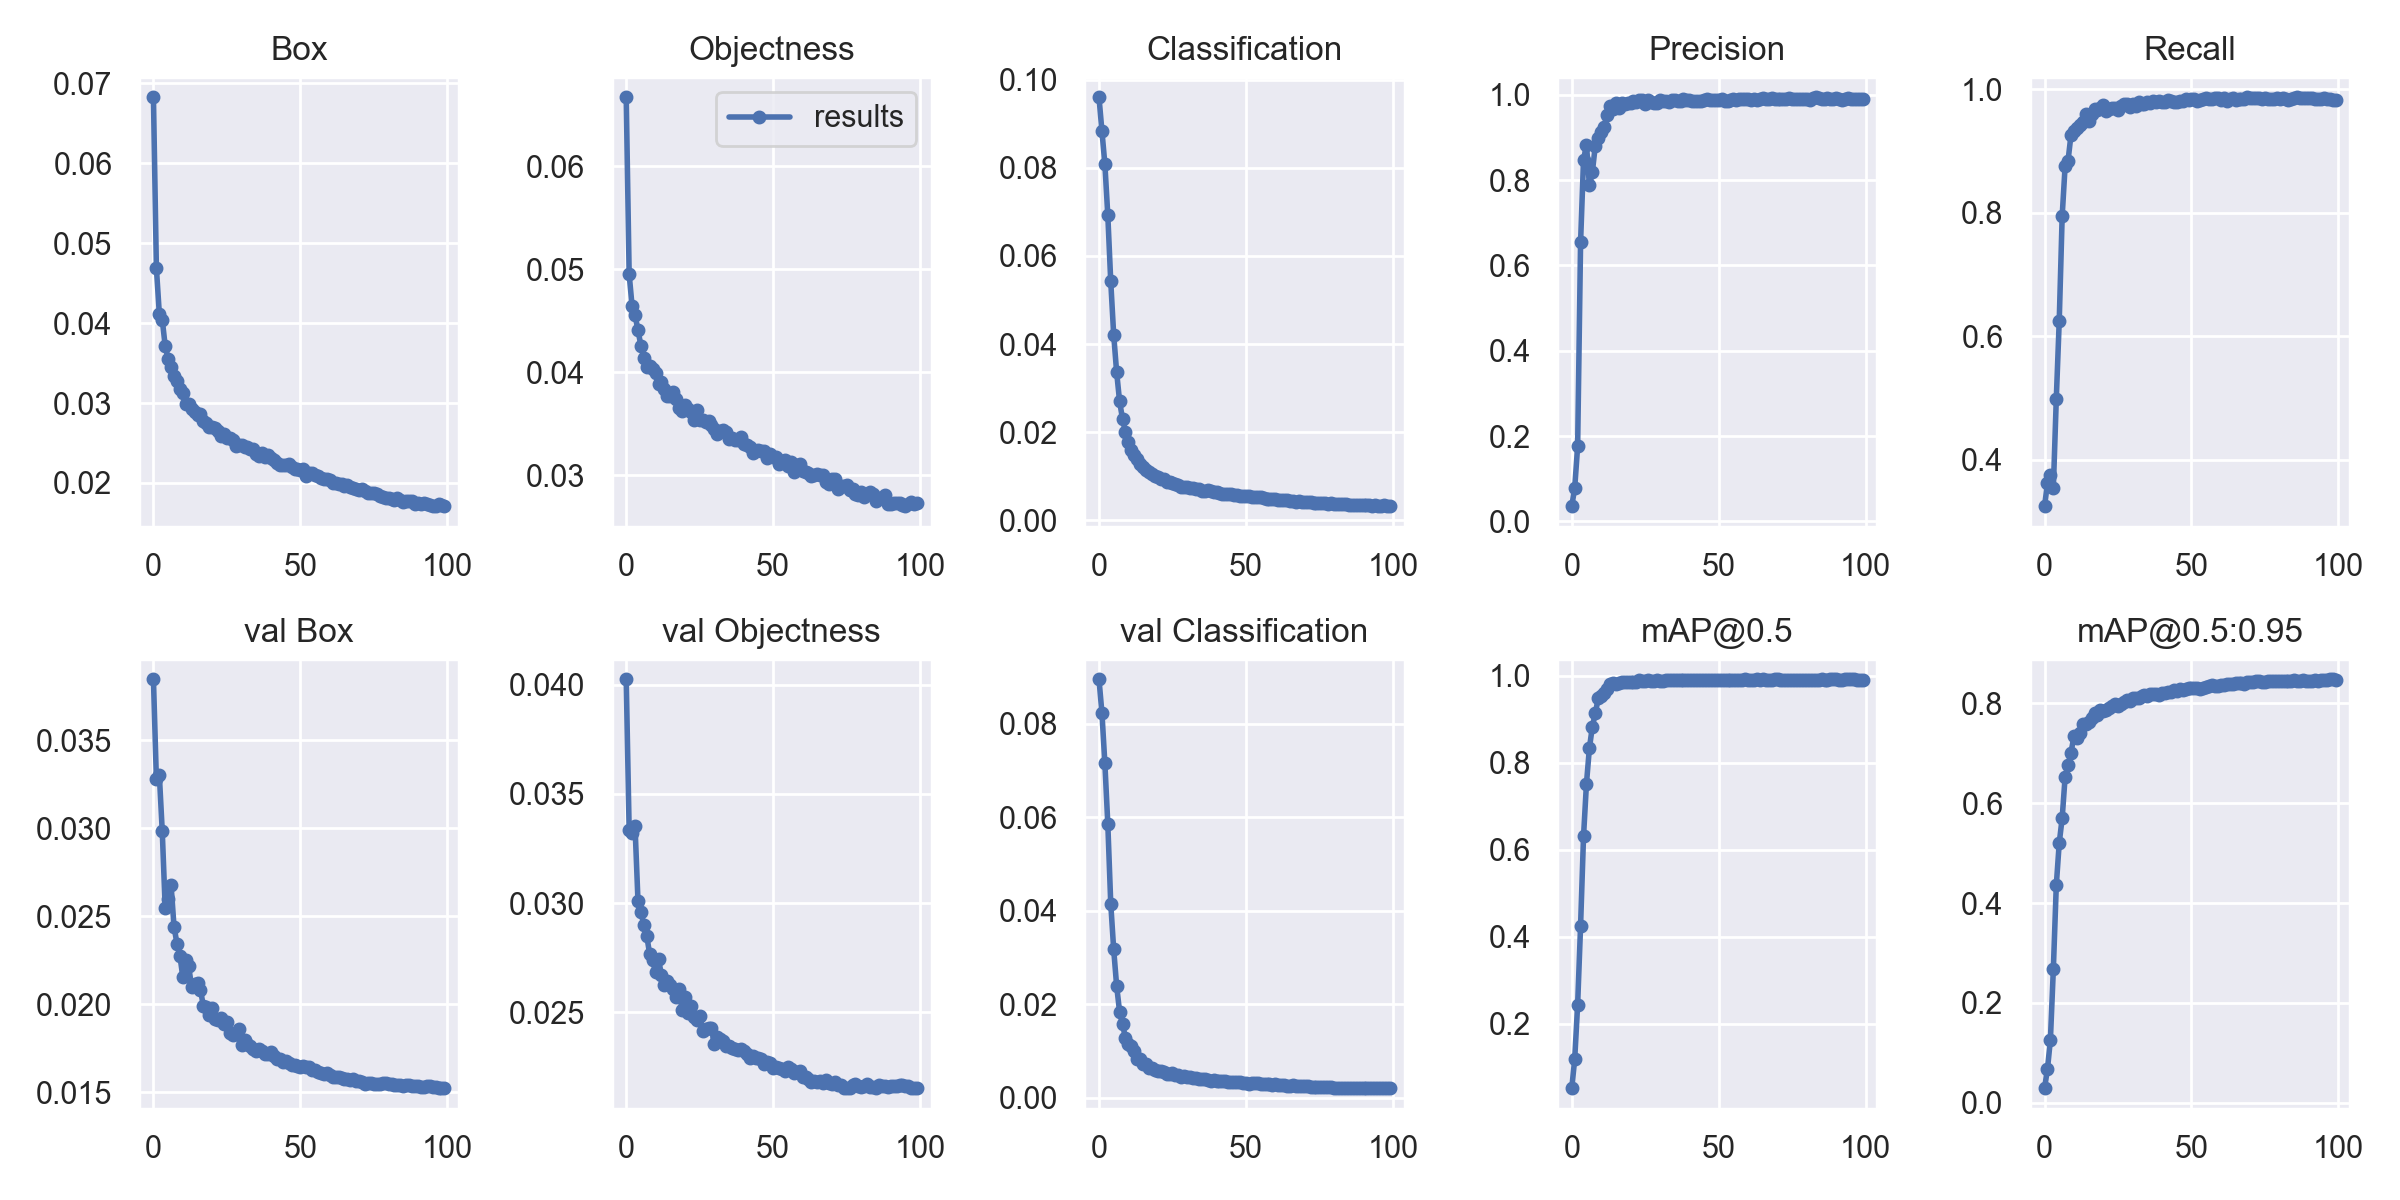 Box
0.07
0.06
0.05
0.04
0.03
0.02
0 50 100
Objectness
results
0.06
0.05
0.04
0.03
0 50 100
Classification
0.10
0.08
0.06
0.04
0.02
0.00
0 50 100
Precision
1.0
0.8
0.6
0.4
0.2
0.0
0 50 100
Recall
1.0
0.8
0.6
0.4
0 50 100
val Box
0.035
0.030
0.025
0.020
0.015
0 50 100
val Objectness
0.040
0.035
0.030
0.025
0 50 100
val Classification
0.08
0.06
0.04
0.02
0.00
0 50 100
mAP@0.5
1.0
0.8
0.6
0.4
0.2
0 50 100
mAP@0.5:0.95
0.8
0.6
0.4
0.2
0.0
0 50 100